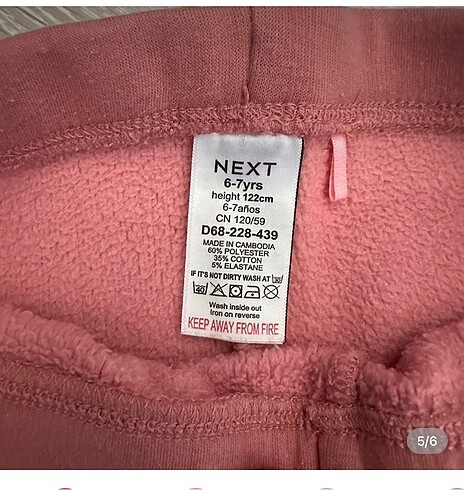 NEXT
6-7yrs
height 122cm
6-7años
CN 120/59
D68-228-439
MADE IN CAMBODIA
60% POLYESTER
35% COTTON
5% ELASTANE
IF IT'S NOT DIRTY WASH AT 30
40
Wash inside out
Iron on reverse
KEEP AWAY FROM FIRE
5/6